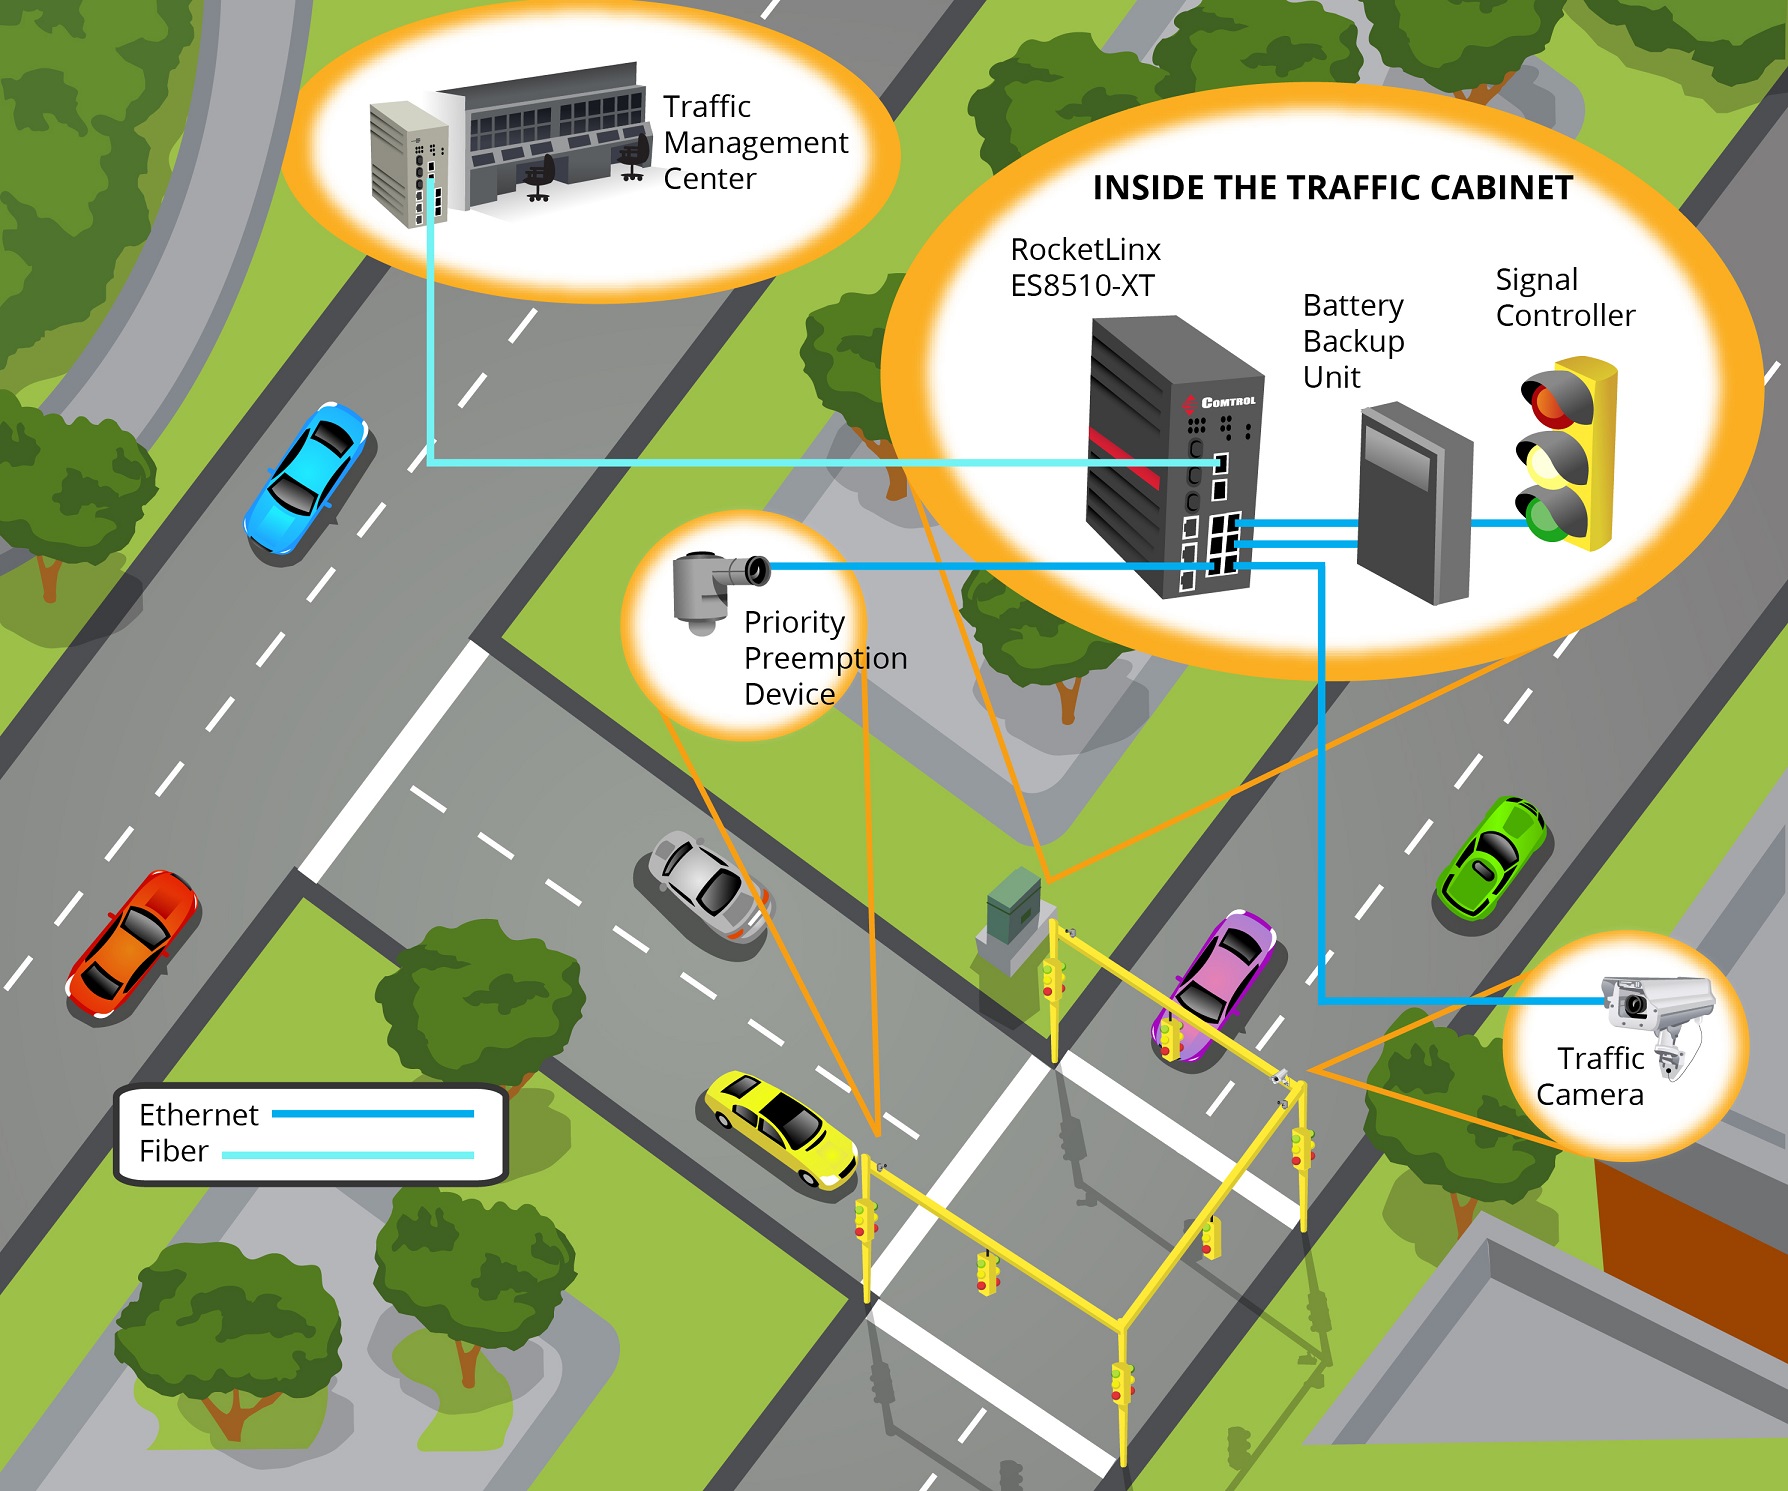 Traffic
Management
Center
INSIDE THE TRAFFIC CABINET
RocketLinx
ES8510-XT
Battery
Backup
Unit
Signal
Controller
COMTROL
Priority
Preemption
Device
Traffic
Camera
Ethernet
Fiber